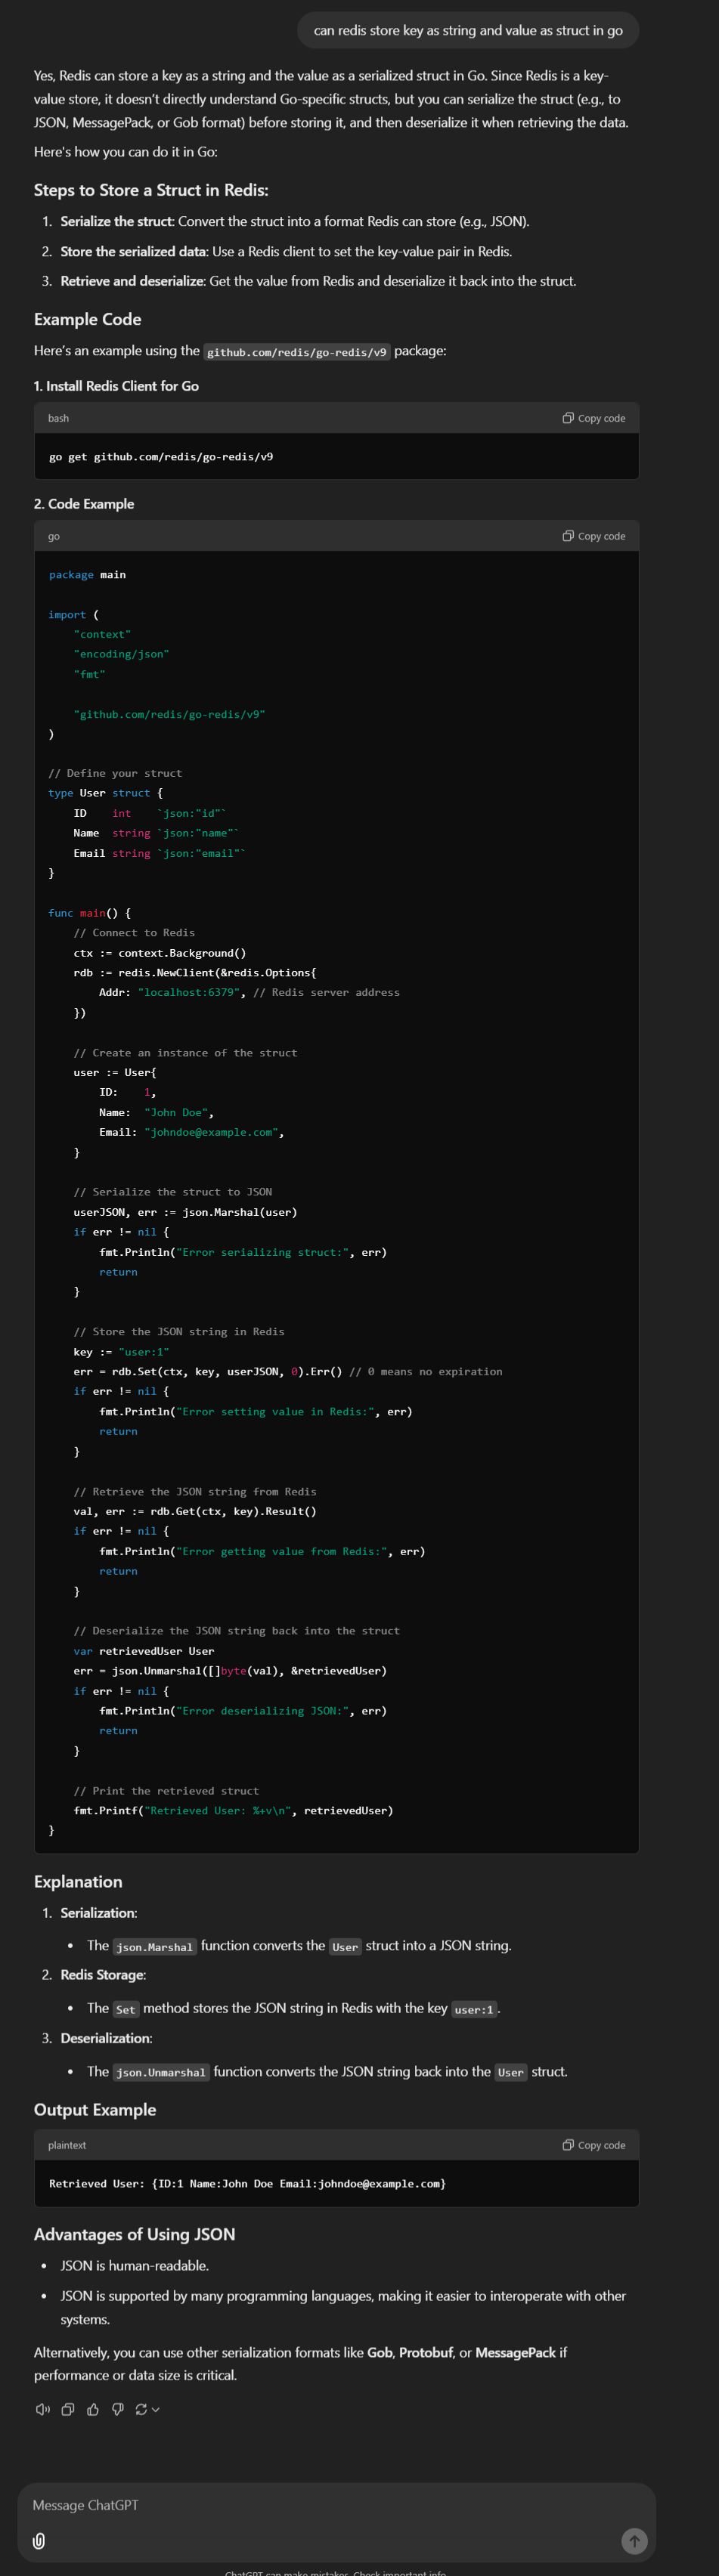 can redis store key as string and value as struct in go
Yes, Redis can store a key as a string and the value as a serialized struct in Go. Since Redis is a key-
value store, it doesn’t directly understand Go-specific structs, but you can serialize the struct (e.g., to
JSON, MessagePack, or Gob format) before storing it, and then deserialize it when retrieving the data.
Here's how you can do it in Go:
Steps to Store a Struct in Redis:
1. Serialize the struct: Convert the struct into a format Redis can store (e.g., JSON).
2. Store the serialized data: Use a Redis client to set the key-value pair in Redis.
3. Retrieve and deserialize: Get the value from Redis and deserialize it back into the struct.
Example Code
Here’s an example using the github.com/redis/go-redis/v9 package:
1. Install Redis Client for Go
bash Copy code
go get github.com/redis/go-redis/v9
2. Code Example
go Copy code
package main
import (
"context"
"encoding/json"
"fmt"
"github.com/redis/go-redis/v9"
)
// Define your struct
type User struct {
ID    int    `json:"id"`
Name  string `json:"name"`
Email string `json:"email"`
}
func main() {
// Connect to Redis
ctx := context.Background()
rdb := redis.NewClient(&redis.Options{
Addr: "localhost:6379", // Redis server address
})
// Create an instance of the struct
user := User{
ID:    1,
Name:  "John Doe",
Email: "johndoe@example.com",
}
// Serialize the struct to JSON
userJSON, err := json.Marshal(user)
if err != nil {
fmt.Println("Error serializing struct:", err)
return
}
// Store the JSON string in Redis
key := "user:1"
err = rdb.Set(ctx, key, userJSON, 0).Err() // 0 means no expiration
if err != nil {
fmt.Println("Error setting value in Redis:", err)
return
}
// Retrieve the JSON string from Redis
val, err := rdb.Get(ctx, key).Result()
if err != nil {
fmt.Println("Error getting value from Redis:", err)
return
}
// Deserialize the JSON string back into the struct
var retrievedUser User
err = json.Unmarshal([]byte(val), &retrievedUser)
if err != nil {
fmt.Println("Error deserializing JSON:", err)
return
}
// Print the retrieved struct
fmt.Printf("Retrieved User: %+v\n", retrievedUser)
}
Explanation
1. Serialization:
• The json.Marshal function converts the User struct into a JSON string.
2. Redis Storage:
• The Set method stores the JSON string in Redis with the key user:1.
3. Deserialization:
• The json.Unmarshal function converts the JSON string back into the User struct.
Output Example
plaintext Copy code
Retrieved User: {ID:1 Name:John Doe Email:johndoe@example.com}
Advantages of Using JSON
• JSON is human-readable.
• JSON is supported by many programming languages, making it easier to interoperate with other
systems.
Alternatively, you can use other serialization formats like Gob, Protobuf, or MessagePack if
performance or data size is critical.
Message ChatGPT
ChatGPT can make mistakes. Check important info.